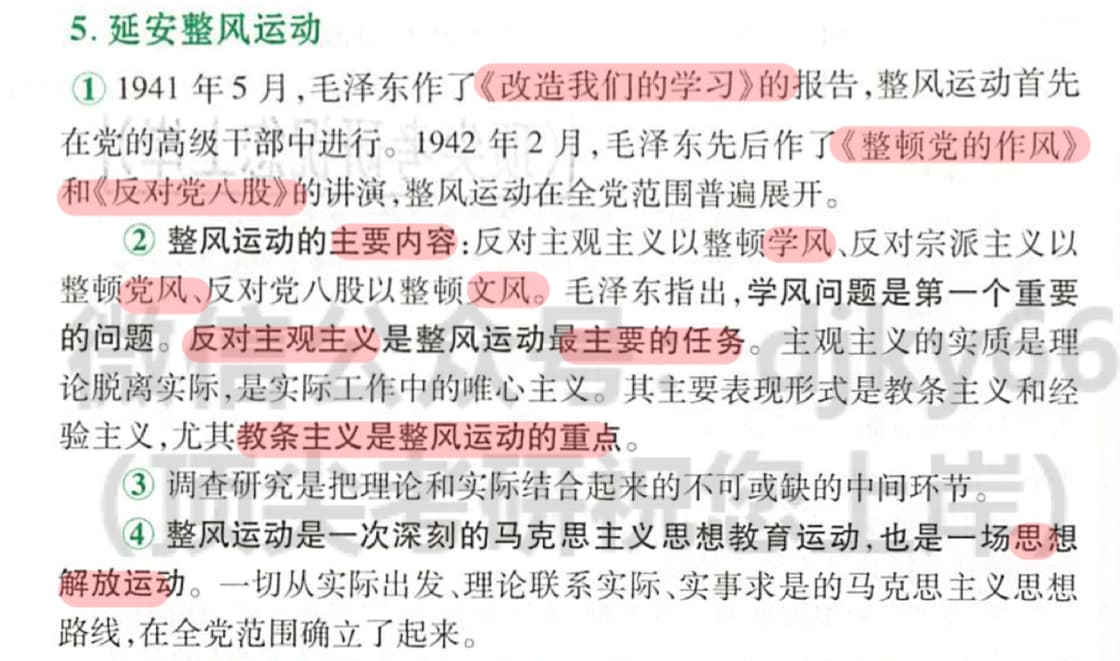 5. 延安整风运动
① 1941 年 5 月,毛泽东作了《改造我们的学习》的报告,整风运动首先
在党的高级干部中进行。1942 年 2 月,毛泽东先后作了《整顿党的作风》
和《反对党八股》的讲演,整风运动在全党范围普遍展开。
② 整风运动的主要内容:反对主观主义以整顿学风、反对宗派主义以
整顿党风、反对党八股以整顿文风。毛泽东指出,学风问题是第一个重要
的问题。反对主观主义是整风运动最主要的任务。主观主义的实质是理
论脱离实际,是实际工作中的唯心主义。其主要表现形式是教条主义和经
验主义,尤其教条主义是整风运动的重点。
③ 调查研究是把理论和实际结合起来的不可或缺的中间环节。
④ 整风运动是一次深刻的马克思主义思想教育运动,也是一场思想
解放运动。一切从实际出发、理论联系实际、实事求是的马克思主义思想
路线,在全党范围确立了起来。
微信公众号：djky66
(顶尖考研祝您上岸)